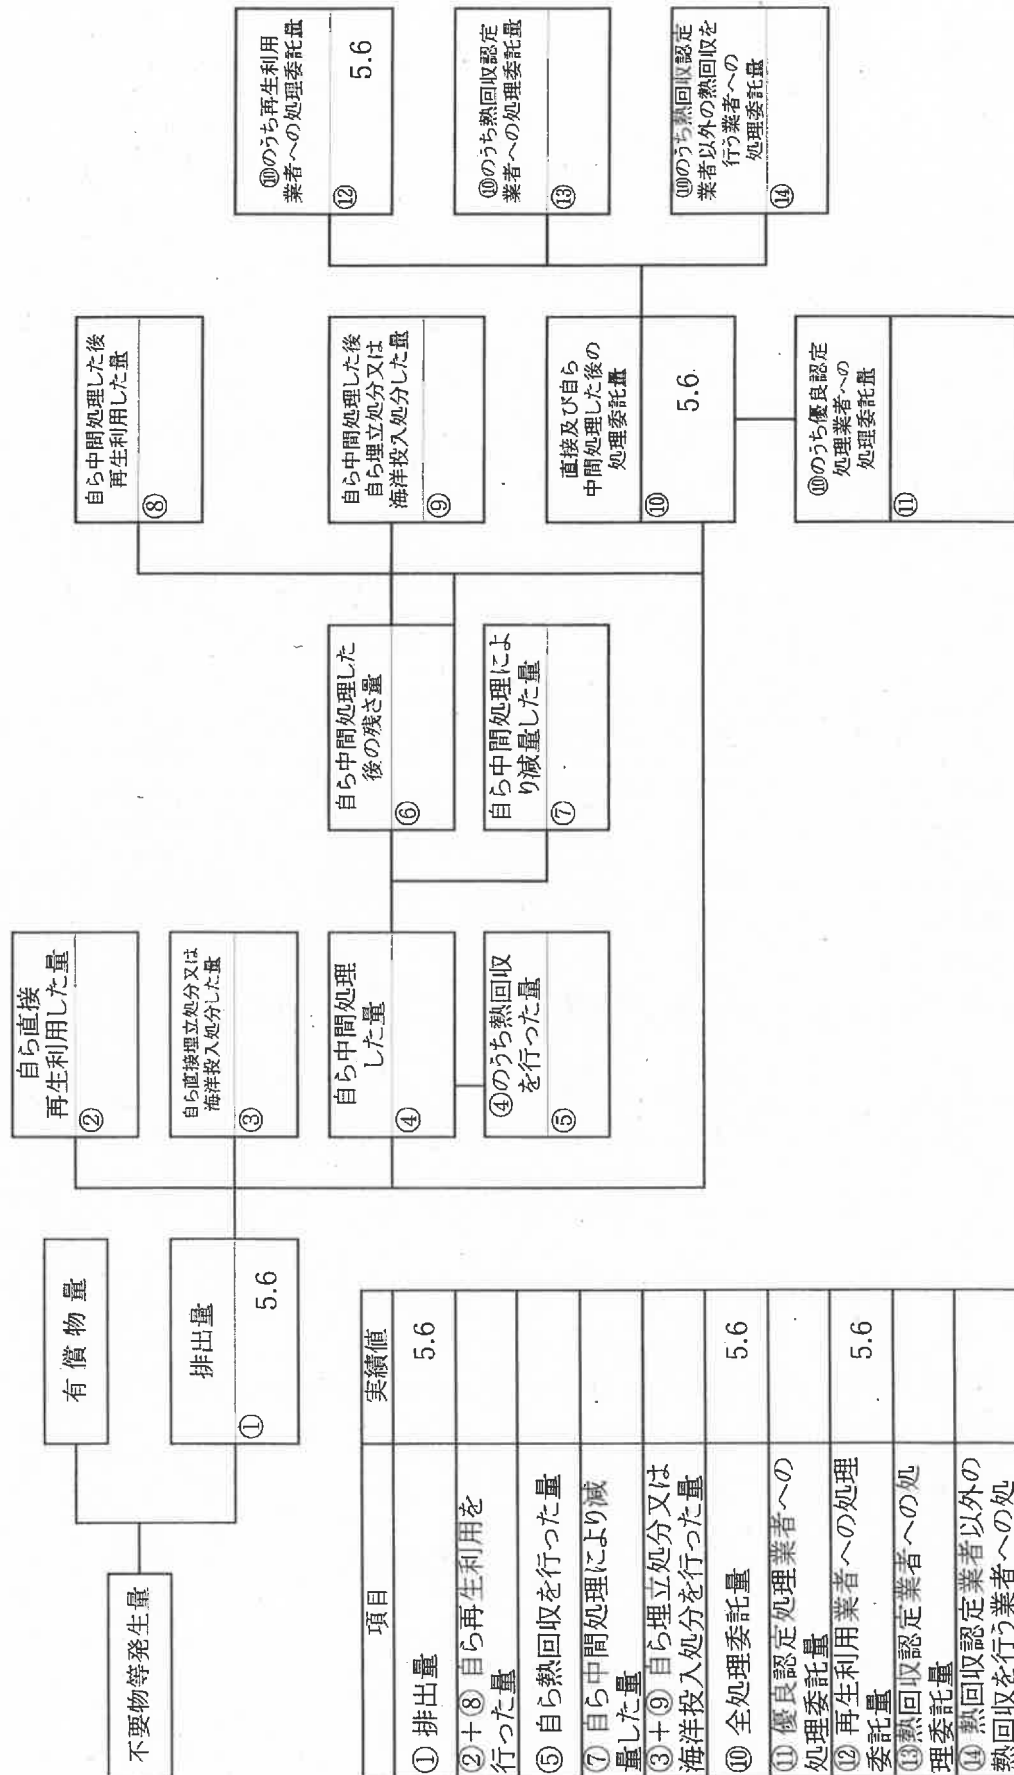 不要物等発生量
有償物量
排出量
①
5.6
自ら直接
再生利用した量
②
自ら直接埋立処分又は
海洋投入処分した量
③
自ら中間処理
した量
④
④のうち熱回収
を行った量
⑤
自ら中間処理した
後の残さ量
⑥
自ら中間処理によ
り減量した量
⑦
自ら中間処理した後
再生利用した量
⑧
自ら中間処理した後
自ら埋立処分又は
海洋投入処分した量
⑨
直接及び自ら
中間処理した後の
処理委託量
⑩
5.6
⑩のうち優良認定
処理業者への
処理委託量
⑪
⑩のうち再生利用
業者への処理委託量
⑫
5.6
⑩のうち熱回収認定
業者への処理委託量
⑬
⑩のうち熱回収認定
業者以外の熱回収を
行う業者への
処理委託量
⑭
項目
実績値
①排出量
5.6
②+⑧ 自ら再生利用を
行った量
⑤ 自ら熱回収を行った量
⑦ 自ら中間処理により減
量した量
③+⑨ 自ら埋立処分又は
海洋投入処分を行った量
⑩ 全処理委託量
5.6
⑪ 優良認定処理業者への
処理委託量
⑫ 再生利用業者への処理
委託量
5.6
⑬熱回収認定業者への処
理委託量
⑭ 熱回収認定業者以外の
熱回収を行う業者への処